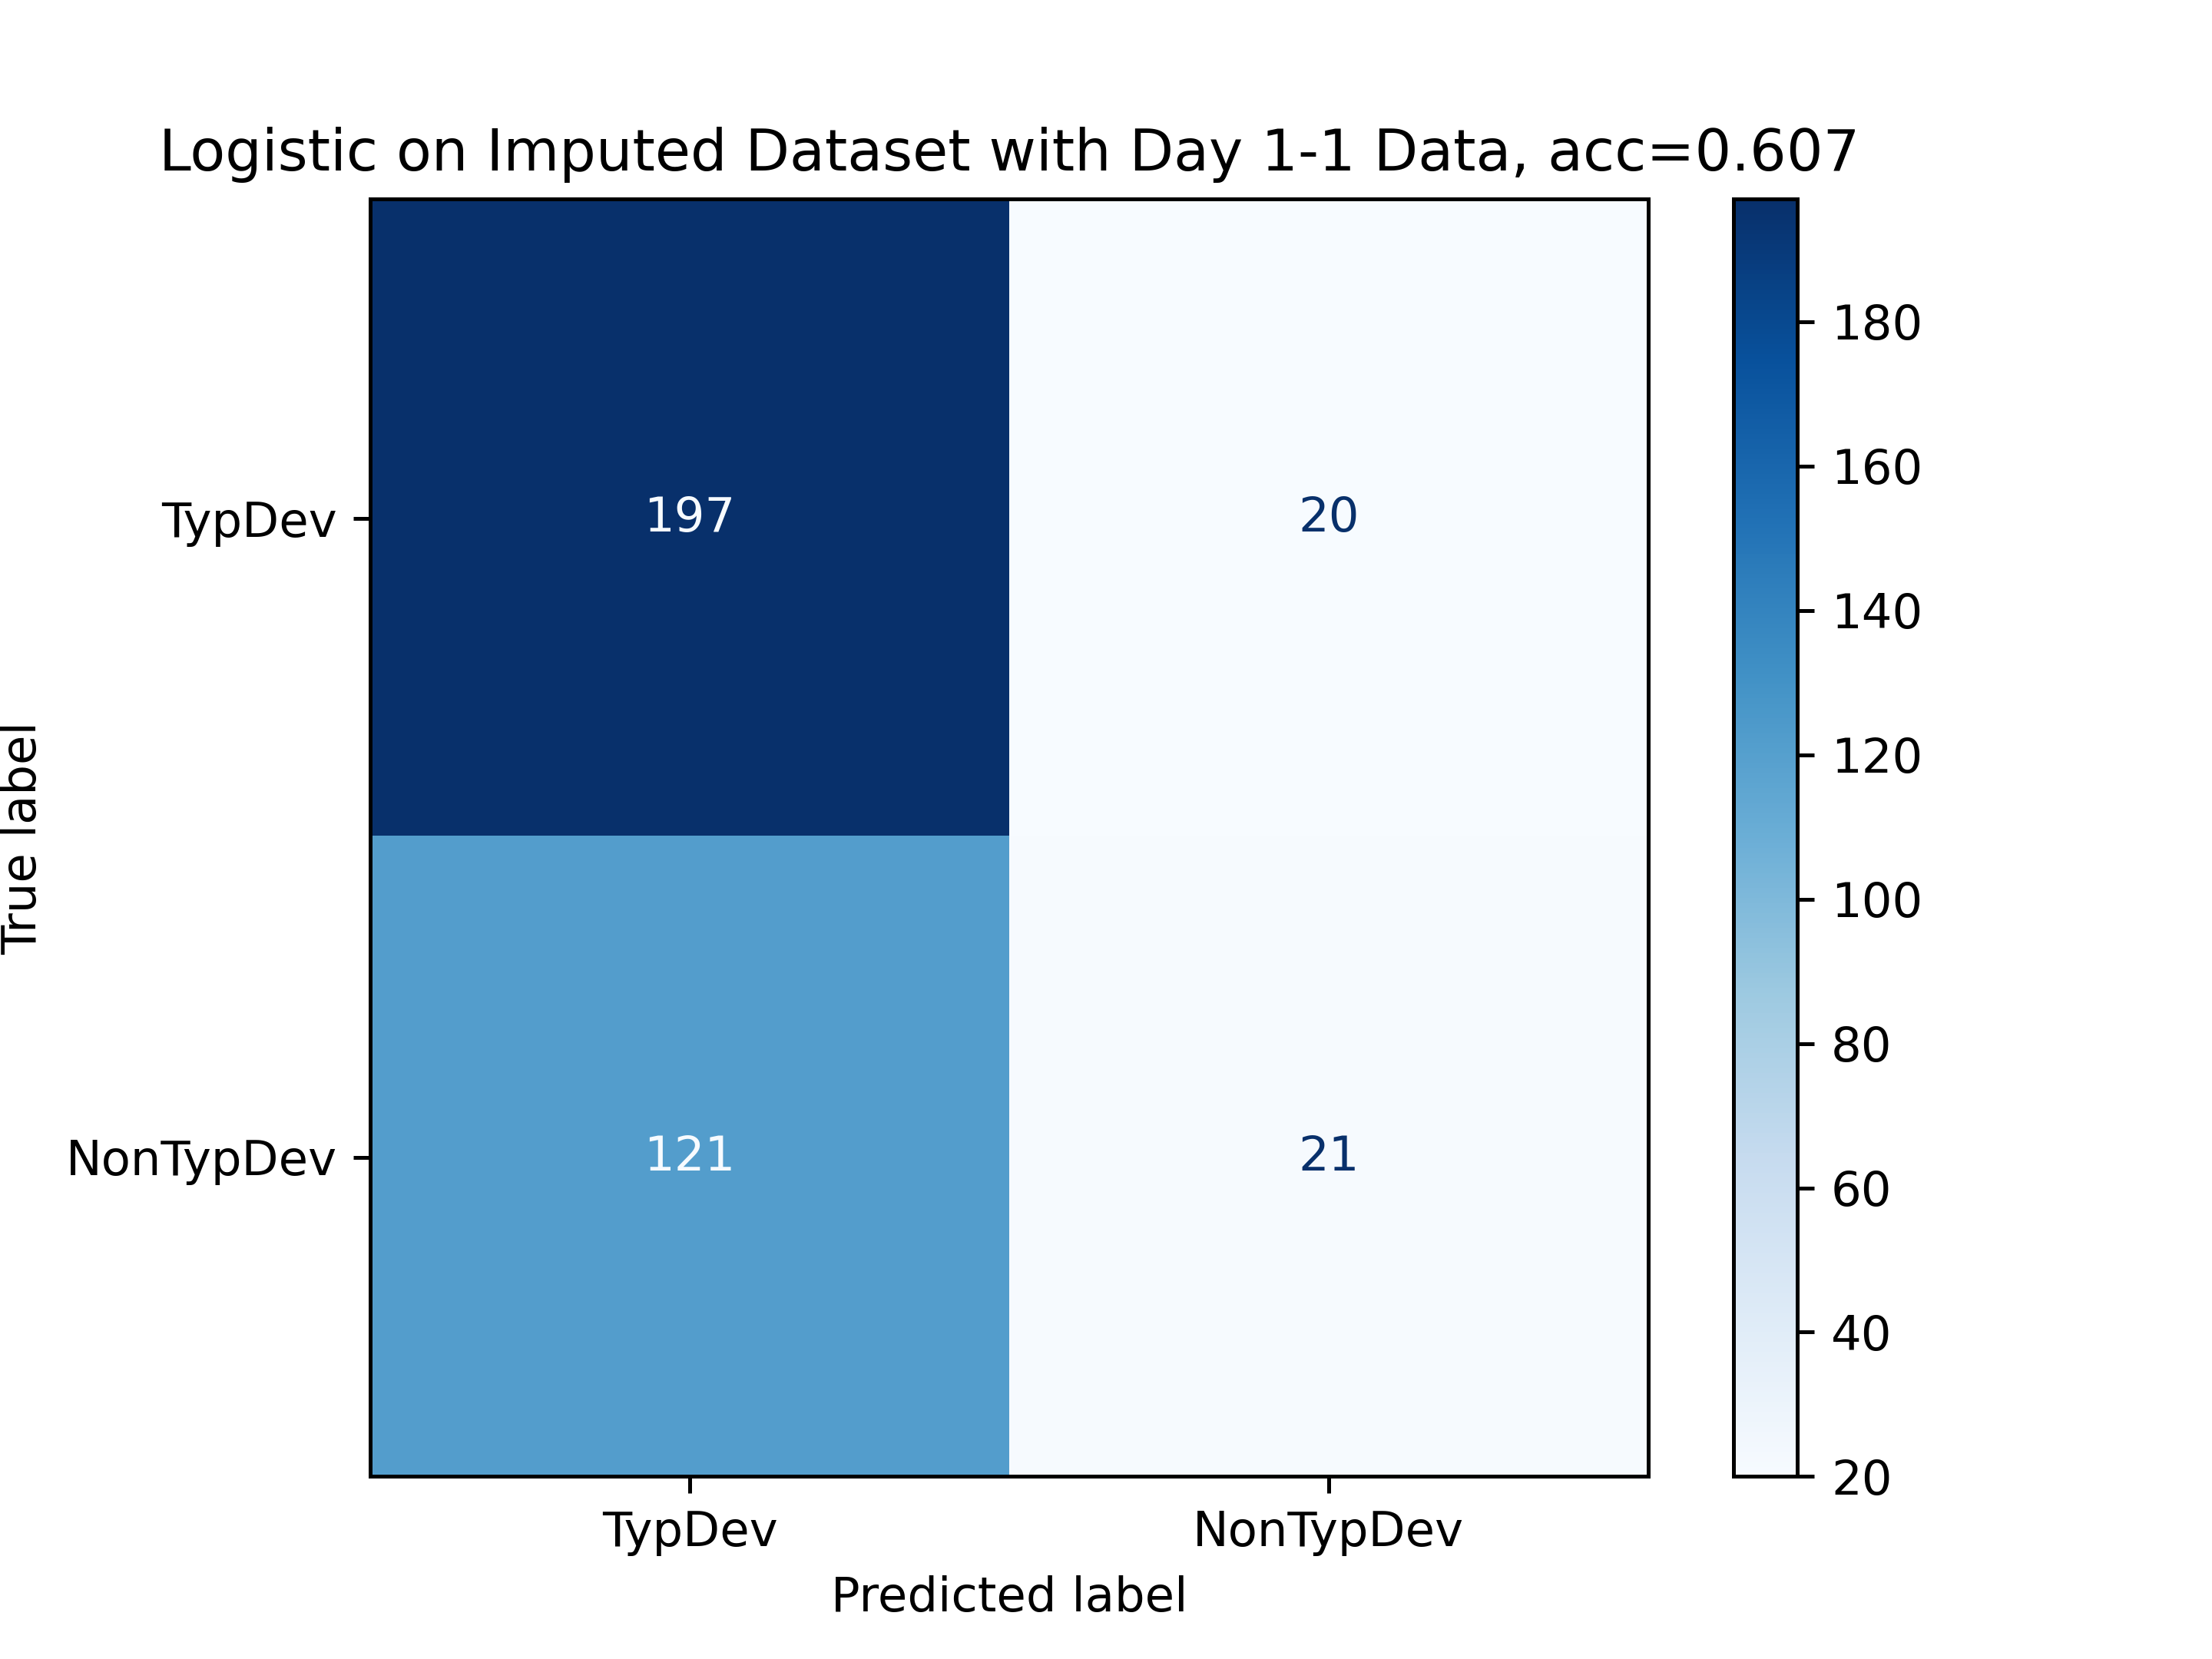 Logistic on Imputed Dataset with Day 1-1 Data, acc=0.607
True label
TypDev
197
20
NonTypDev
121
21
TypDev
NonTypDev
Predicted label
180
160
140
120
100
80
60
40
20